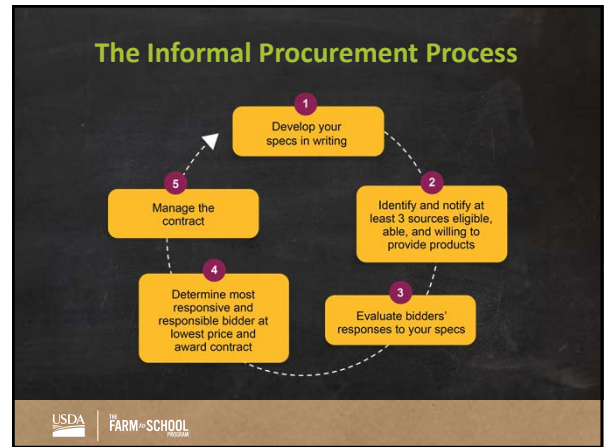 The Informal Procurement Process
1
Develop your
specs in writing
2
Identify and notify at
least 3 sources eligible,
able, and willing to
provide products
3
Evaluate bidders'
responses to your specs
4
Determine most
responsive and
responsible bidder at
lowest price and
award contract
5
Manage the
contract
USDA
THE
FARM to SCHOOL
PROGRAM